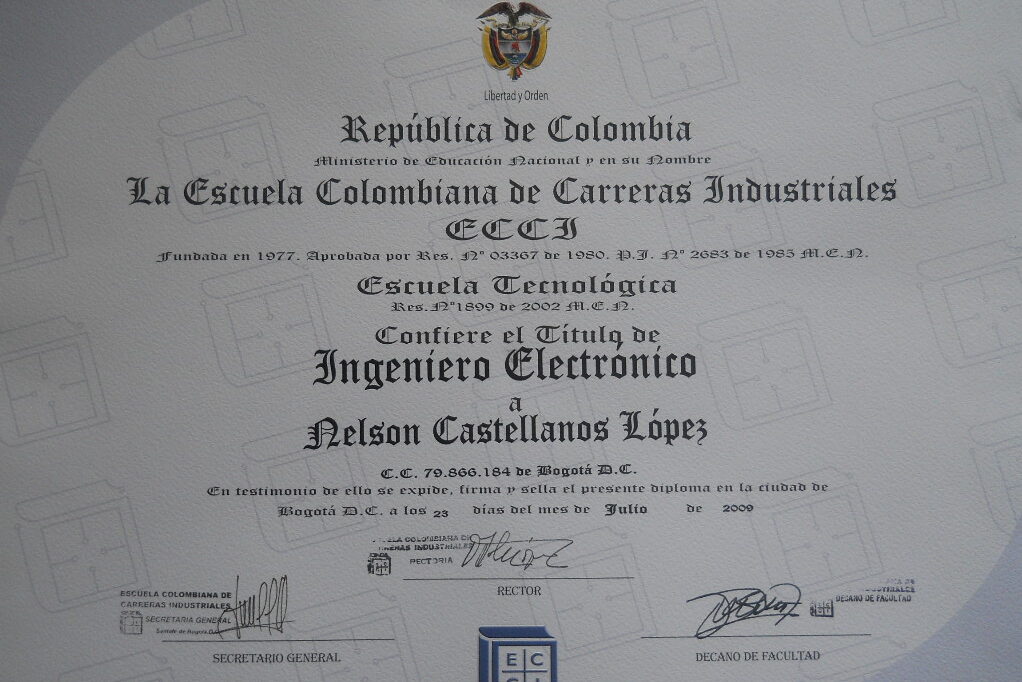 Libertad y Orden
República de Colombia
Ministerio de Educación Nacional y en su Nombre
La Escuela Colombiana de Carreras Industriales
ECCI
Fundada en 1977. Aprobada por Res. Nº 03367 de 1980. P.J. Nº 2683 de 1985 M.E.N.
Escuela Tecnológica
Res.Nº1899 de 2002 M.E.N.
Confiere el Título de
Ingeniero Electrónico
a
Nelson Castellanos López
C.C. 79.866.184 de Bogotá D.C.
En testimonio de ello se expide, firma y sella el presente diploma en la ciudad de
Bogotá D.C. a los 23 días del mes de Julio de 2009
COLOMBIANA
INDUSTRIALES
RECTORIA
RECTOR
ESCUELA COLOMBIANA DE
CARRERAS INDUSTRIALES
SECRETARIA GENERAL
Santafe de Bogotá
SECRETARIO GENERAL
DECANO DE FACULTAD
DECANO DE FACULTAD
E C